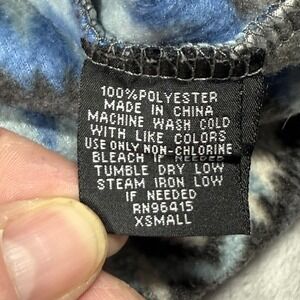 100%POLYESTER
MADE IN CHINA
MACHINE WASH COLD
WITH LIKE COLORS
USE ONLY NON-CHLORINE
BLEACH IF NEEDED
TUMBLE DRY LOW
STEAM IRON LOW
IF NEEDED
RN96415
XSMALL